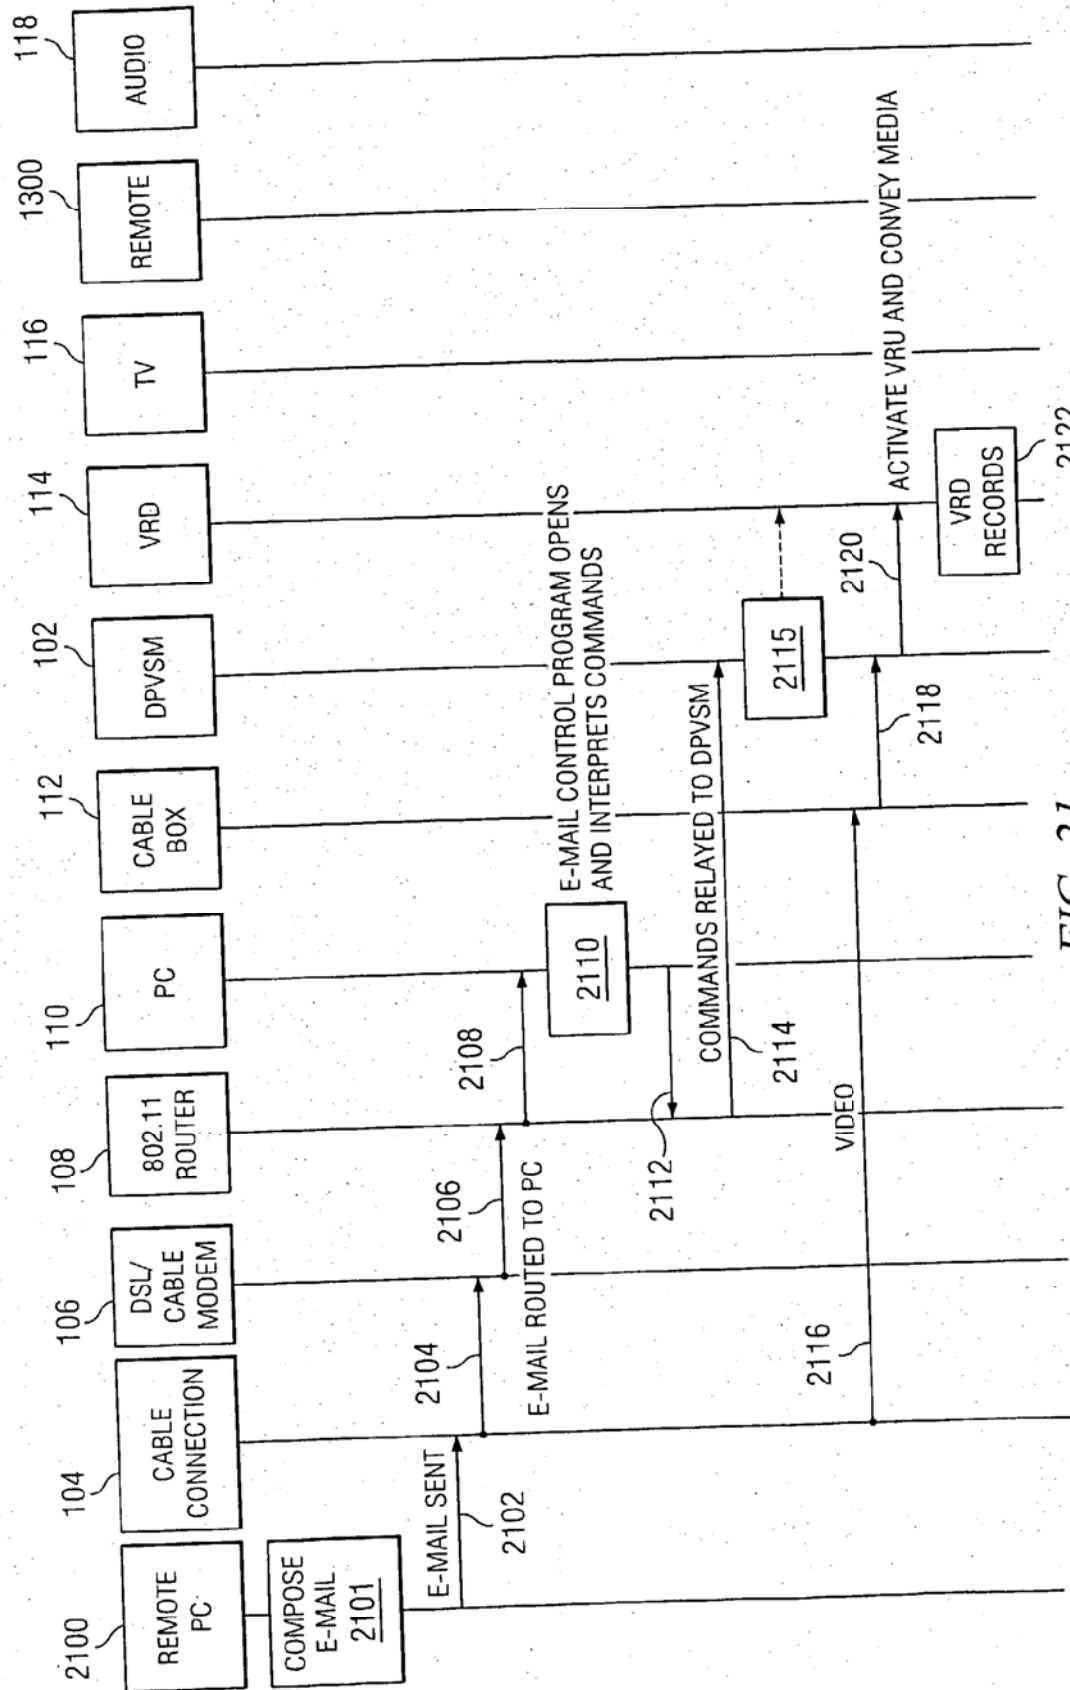 2100
REMOTE
PC
104
CABLE
CONNECTION
106
DSL/
CABLE
MODEM
108
802.11
ROUTER
110
PC
112
CABLE
BOX
102
DPVSM
114
VRD
116
TV
1300
REMOTE
118
AUDIO
COMPOSE
E-MAIL
2101
E-MAIL SENT
2102
2104
2106
E-MAIL ROUTED TO PC
2108
2110
E-MAIL CONTROL PROGRAM OPENS
AND INTERPRETS COMMANDS
2112
COMMANDS RELAYED TO DPVSM
2114
2115
VIDEO
2116
2118
2120
ACTIVATE VRU AND CONVEY MEDIA
VRD
RECORDS
2122
FIG. 21